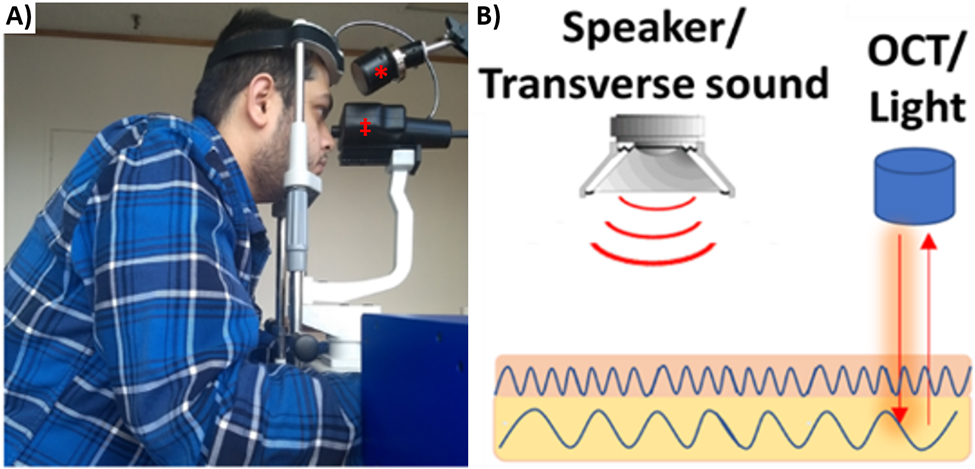 A)
*
‡
B)
Speaker/
Transverse sound
OCT/
Light